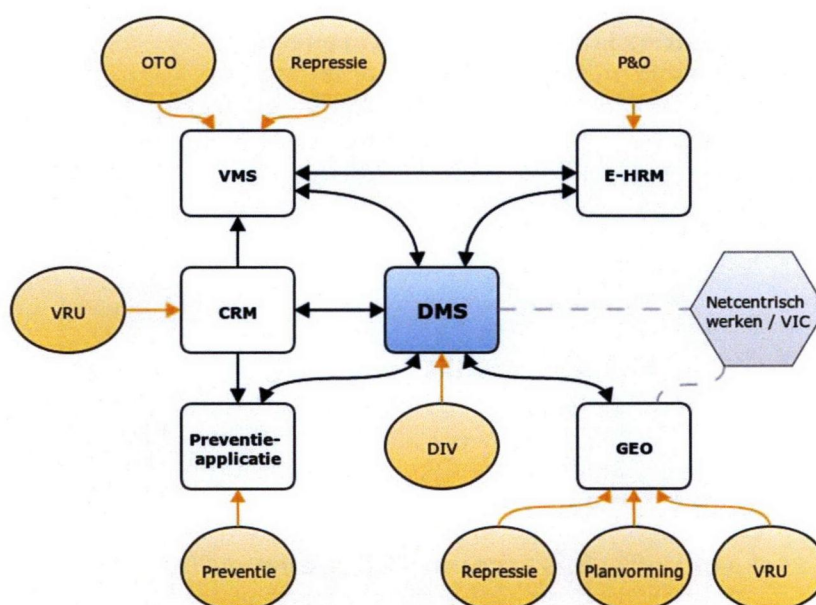 OTO
Repressie
P&O
VMS
E-HRM
VRU
CRM
DMS
Netcentrisch
werken / VIC
Preventie-
applicatie
DIV
GEO
Preventie
Repressie
Planvorming
VRU